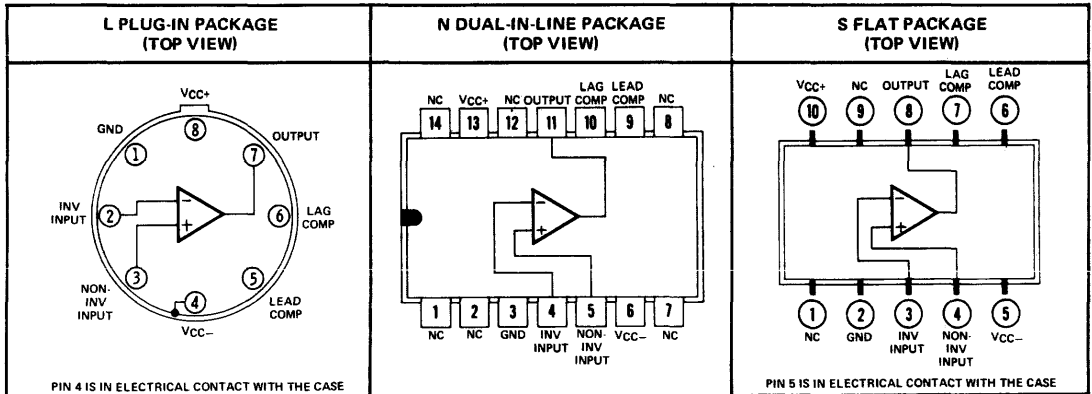 L PLUG-IN PACKAGE
(TOP VIEW)
VCC+
GND
8
OUTPUT
1
7
INV
INPUT
2
−
+
6
LAG
COMP
3
5
NON-
INV
INPUT
4
LEAD
COMP
VCC−
PIN 4 IS IN ELECTRICAL CONTACT WITH THE CASE
N DUAL-IN-LINE PACKAGE
(TOP VIEW)
NC VCC+ NC OUTPUT LAG COMP LEAD COMP NC
14 13 12 11 10 9 8
−
+
1 2 3 4 5 6 7
NC NC GND INV INPUT NON-INV INPUT VCC− NC
S FLAT PACKAGE
(TOP VIEW)
VCC+ NC OUTPUT LAG COMP LEAD COMP
10 9 8 7 6
−
+
1 2 3 4 5
NC GND INV INPUT NON-INV INPUT VCC−
PIN 5 IS IN ELECTRICAL CONTACT WITH THE CASE